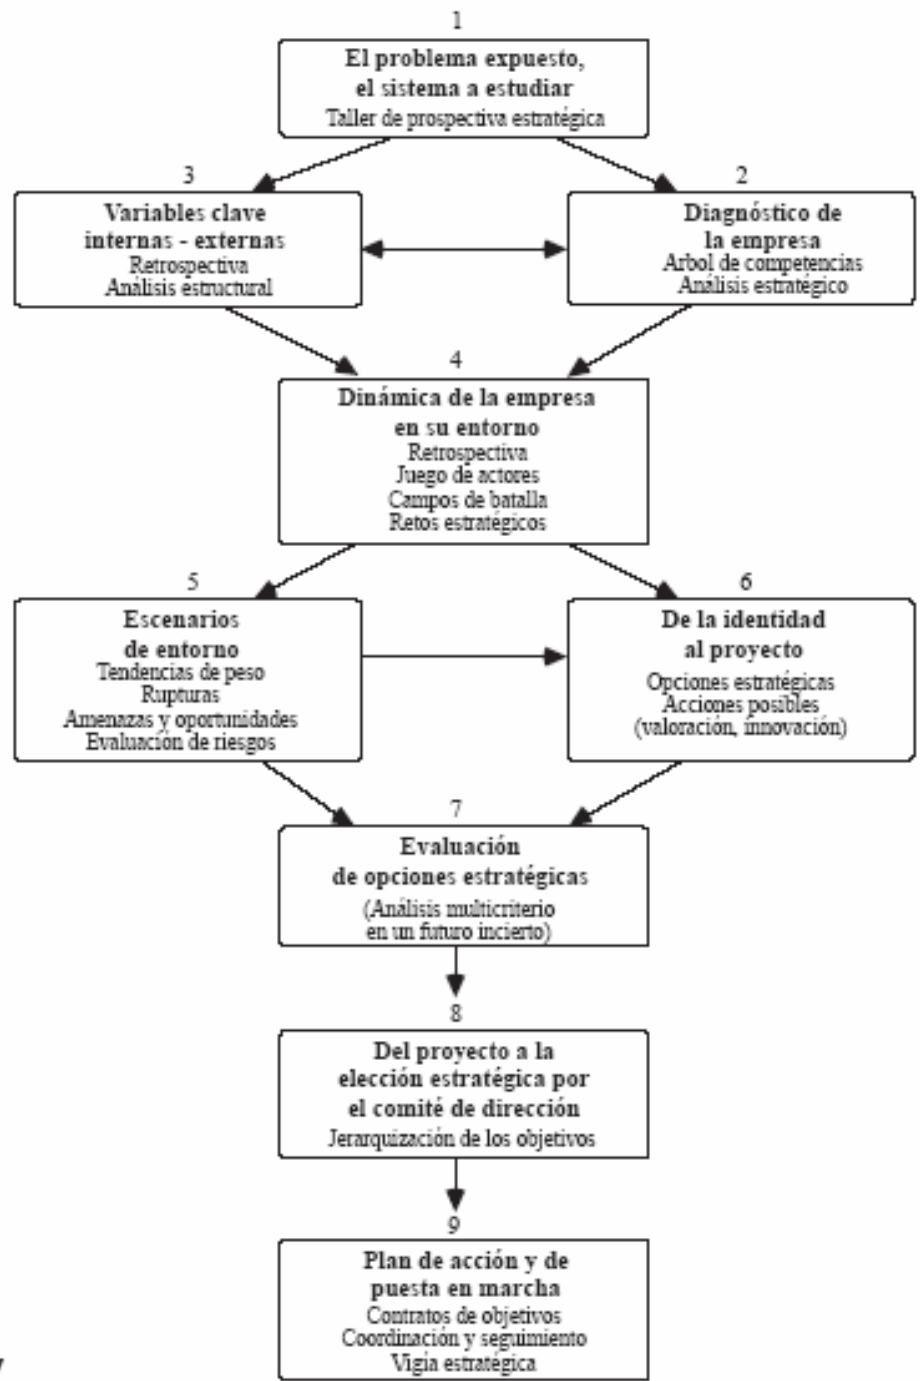 1
El problema expuesto,
el sistema a estudiar
Taller de prospectiva estratégica
3
Variables clave
internas - externas
Retrospectiva
Análisis estructural
2
Diagnóstico de
la empresa
Arbol de competencias
Análisis estratégico
4
Dinámica de la empresa
en su entorno
Retrospectiva
Juego de actores
Campos de batalla
Retos estratégicos
5
Escenarios
de entorno
Tendencias de peso
Rupturas
Amenazas y oportunidades
Evaluación de riesgos
6
De la identidad
al proyecto
Opciones estratégicas
Acciones posibles
(valoración, innovación)
7
Evaluación
de opciones estratégicas
(Análisis multicriterio
en un futuro incierto)
8
Del proyecto a la
elección estratégica por
el comité de dirección
Jerarquización de los objetivos
9
Plan de acción y de
puesta en marcha
Contratos de objetivos
Coordinación y seguimiento
Vigía estratégica